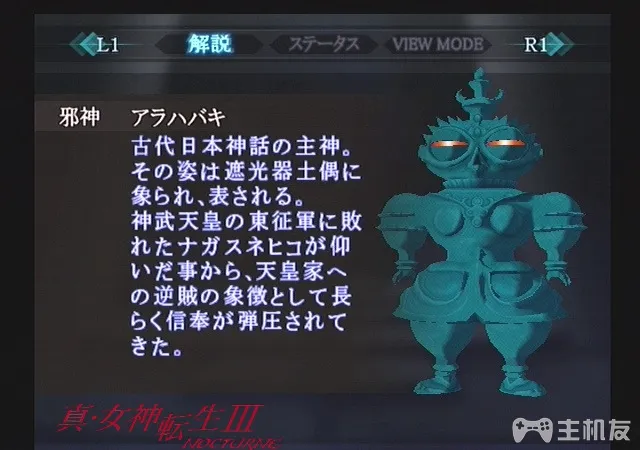 L1 解説 ステータス VIEW MODE R1
邪神 アラハバキ
古代日本神話の主神。
その姿は遮光器土偶に
象られ、表される。
神武天皇の東征軍に敗
れたナガスネヒコが仰
いだ事から、天皇家へ
の逆賊の象徴として長
らく信奉が弾圧されて
きた。
真・女神転生III
NOCTURNE
主机友